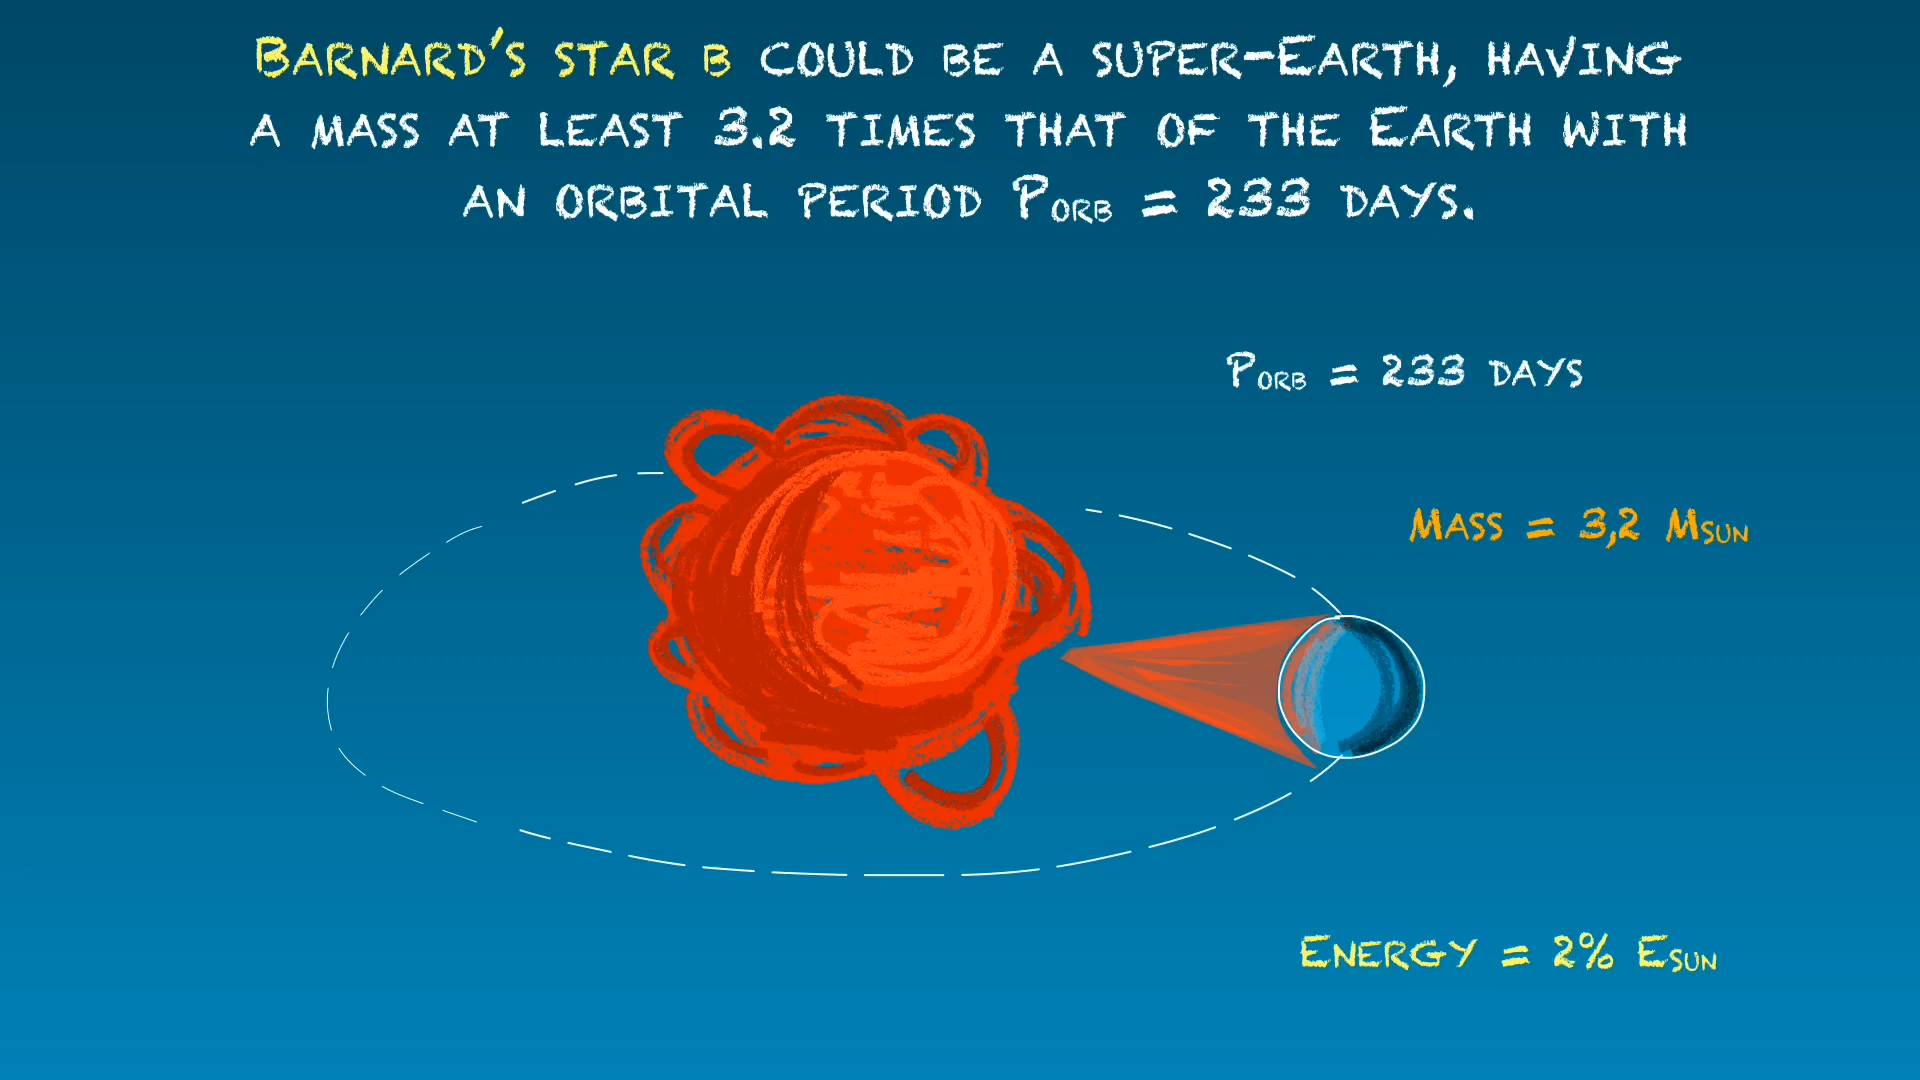 Barnard's star b could be a super-Earth, having
a mass at least 3.2 times that of the Earth with
an orbital period Porb = 233 days.
Porb = 233 days
Mass = 3,2 Msun
Energy = 2% Esun